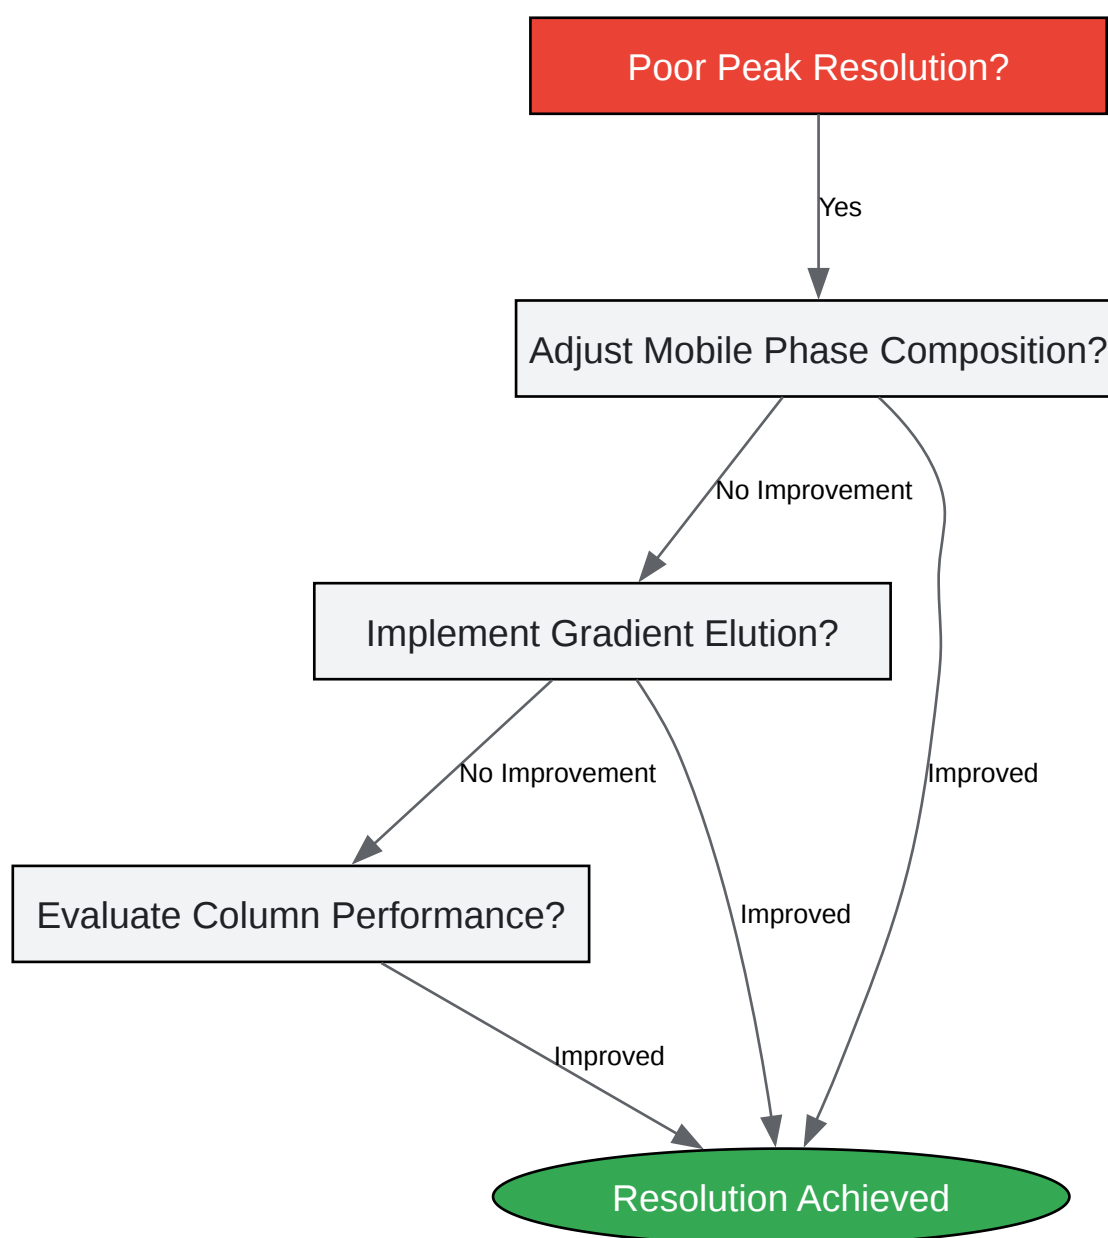 Poor Peak Resolution?
Yes
Adjust Mobile Phase Composition?
No Improvement
Implement Gradient Elution?
No Improvement
Improved
Evaluate Column Performance?
Improved
Improved
Resolution Achieved